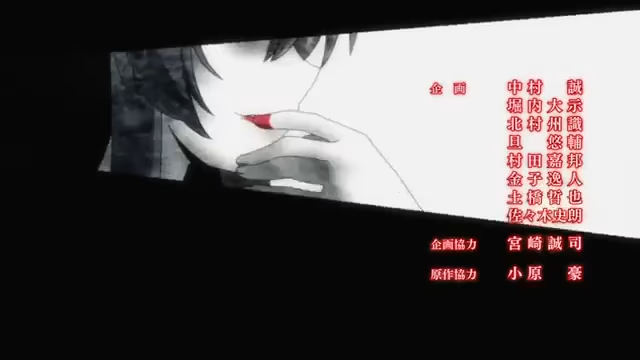 企画 中村 誠
堀内大示
北村州識
旦 悠輔
村田嘉邦
金子逸人
土橋哲也
佐々木史朗
企画協力 宮崎誠司
原作協力 小原 豪